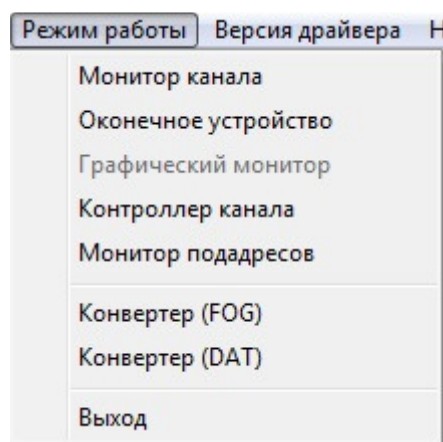 Режим работы Версия драйвера Н
Монитор канала
Оконечное устройство
Графический монитор
Контроллер канала
Монитор подадресов
Конвертер (FOG)
Конвертер (DAT)
Выход